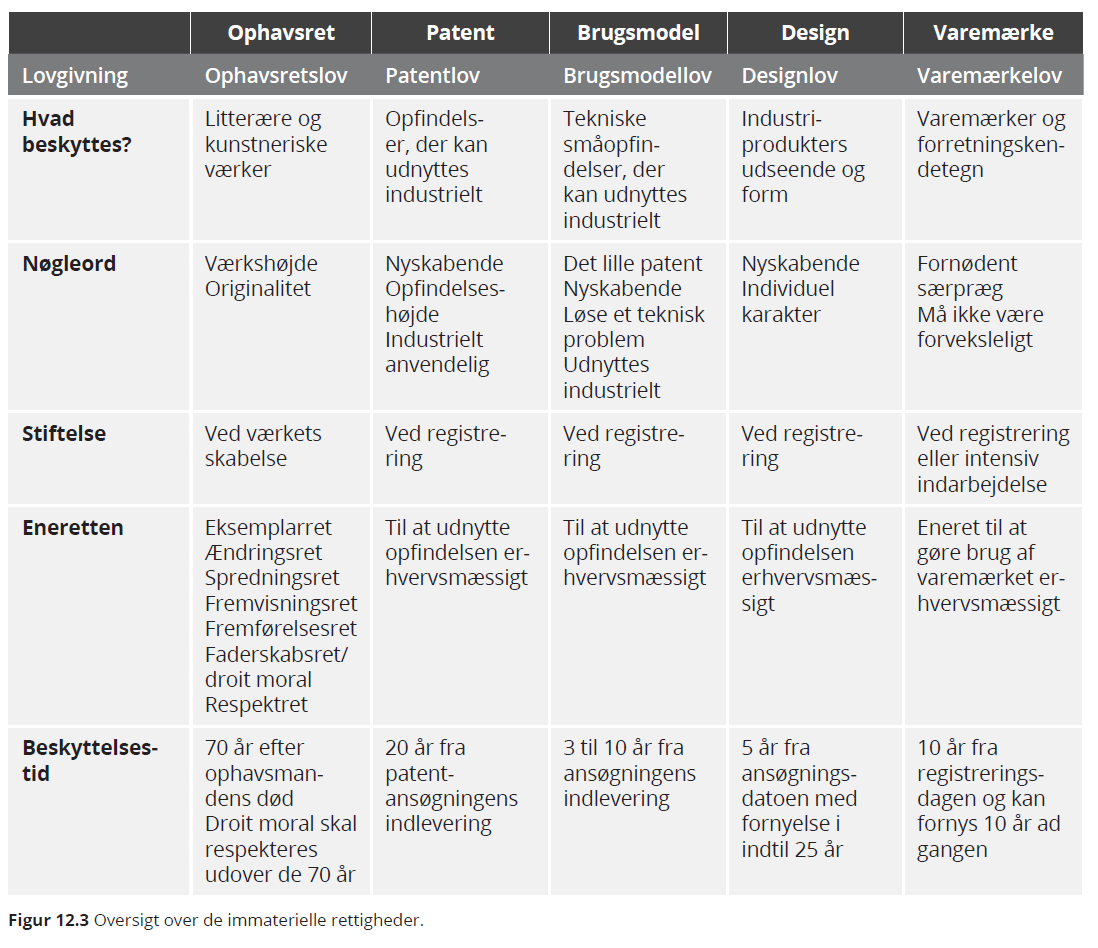 Ophavsret Patent Brugsmodel Design Varemærke
Lovgivning Ophavsretslov Patentlov Brugsmodellov Designlov Varemærkelov
Hvad
beskyttes?
Litterære og
kunstneriske
værker
Opfindels-
er, der kan
udnyttes
industrielt
Tekniske
småopfin-
delser, der
kan udnyttes
industrielt
Industri-
produkters
udseende og
form
Varemærker og
forretningsken-
detegn
Nøgleord
Værkshøjde
Originalitet
Nyskabende
Opfindelses-
højde
Industrielt
anvendelig
Det lille patent
Nyskabende
Løse et teknisk
problem
Udnyttes
industrielt
Nyskabende
Individuel
karakter
Fornødent
særpræg
Må ikke være
forveksleligt
Stiftelse
Ved værkets
skabelse
Ved registre-
ring
Ved registre-
ring
Ved registre-
ring
Ved registrering
eller intensiv
indarbejdelse
Eneretten
Eksemplarret
Ændringsret
Spredningsret
Fremvisningsret
Fremførelsesret
Faderskabsret/
droit moral
Respektret
Til at udnytte
opfindelsen er-
hvervsmæssigt
Til at udnytte
opfindelsen er-
hvervsmæssigt
Til at udnytte
opfindelsen
erhvervsmæs-
sigt
Eneret til at
gøre brug af
varemærket er-
hvervsmæssigt
Beskyttelses-
tid
70 år efter
ophavsman-
dens død
Droit moral skal
respekteres
udover de 70 år
20 år fra
patent-
ansøgningens
indlevering
3 til 10 år fra
ansøgningens
indlevering
5 år fra
ansøgnings-
datoen med
fornyelse i
indtil 25 år
10 år fra
registrerings-
dagen og kan
fornys 10 år ad
gangen
Figur 12.3 Oversigt over de immaterielle rettigheder.